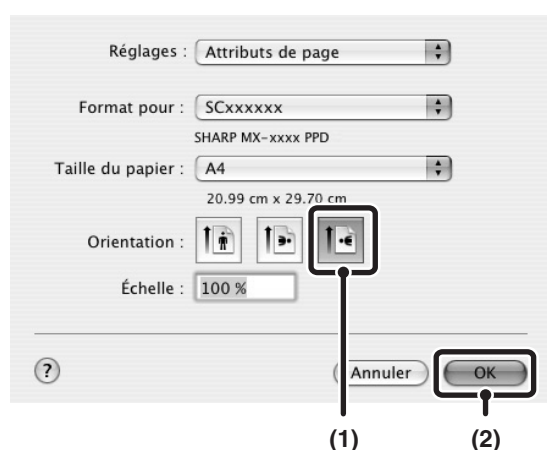 Réglages : Attributs de page
Format pour : SCxxxxxx
SHARP MX-xxxx PPD
Taille du papier : A4
20.99 cm x 29.70 cm
Orientation :
Échelle : 100 %
? Annuler OK
(1) (2)